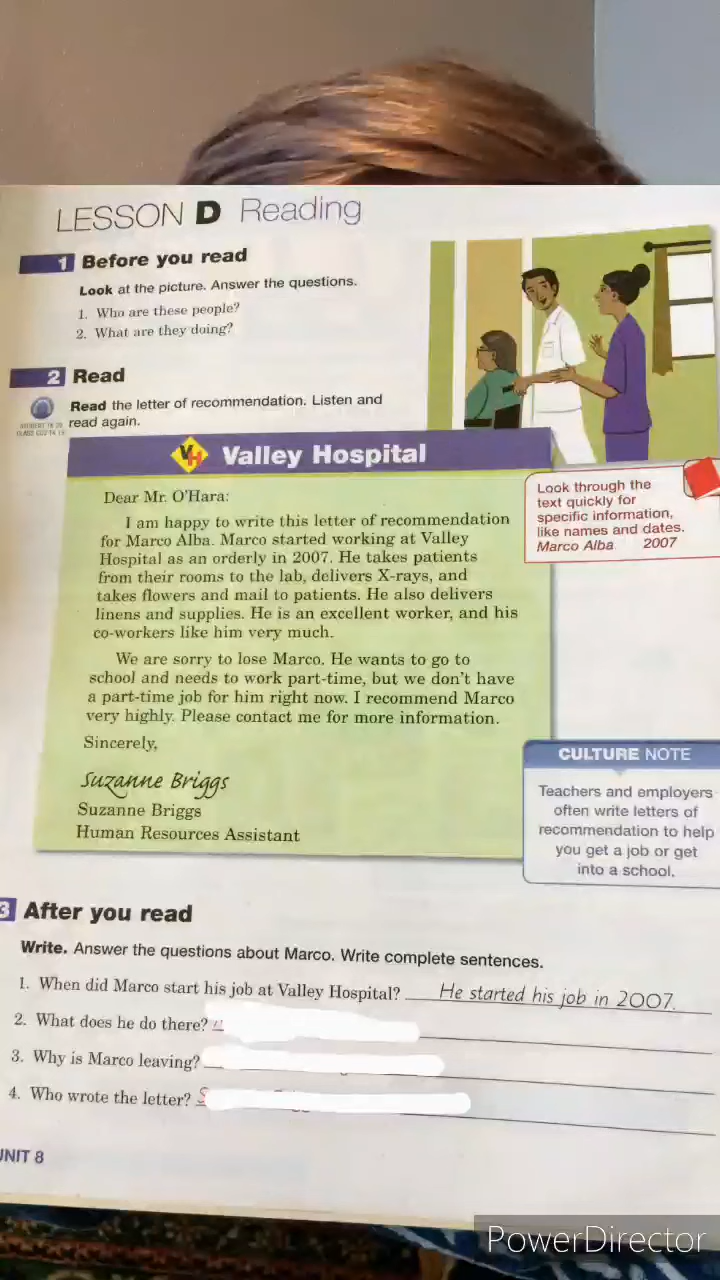 LESSON D Reading
1 Before you read
Look at the picture. Answer the questions.
1. Who are these people?
2. What are they doing?
2 Read
Read the letter of recommendation. Listen and
read again.
VH Valley Hospital
Dear Mr. O'Hara:
I am happy to write this letter of recommendation
for Marco Alba. Marco started working at Valley
Hospital as an orderly in 2007. He takes patients
from their rooms to the lab, delivers X-rays, and
takes flowers and mail to patients. He also delivers
linens and supplies. He is an excellent worker, and his
co-workers like him very much.
We are sorry to lose Marco. He wants to go to
school and needs to work part-time, but we don't have
a part-time job for him right now. I recommend Marco
very highly. Please contact me for more information.
Sincerely,
Suzanne Briggs
Suzanne Briggs
Human Resources Assistant
Look through the
text quickly for
specific information,
like names and dates.
Marco Alba 2007
CULTURE NOTE
Teachers and employers
often write letters of
recommendation to help
you get a job or get
into a school.
3 After you read
Write. Answer the questions about Marco. Write complete sentences.
1. When did Marco start his job at Valley Hospital? He started his job in 2007.
2. What does he do there?
3. Why is Marco leaving?
4. Who wrote the letter? S
UNIT 8
PowerDirector